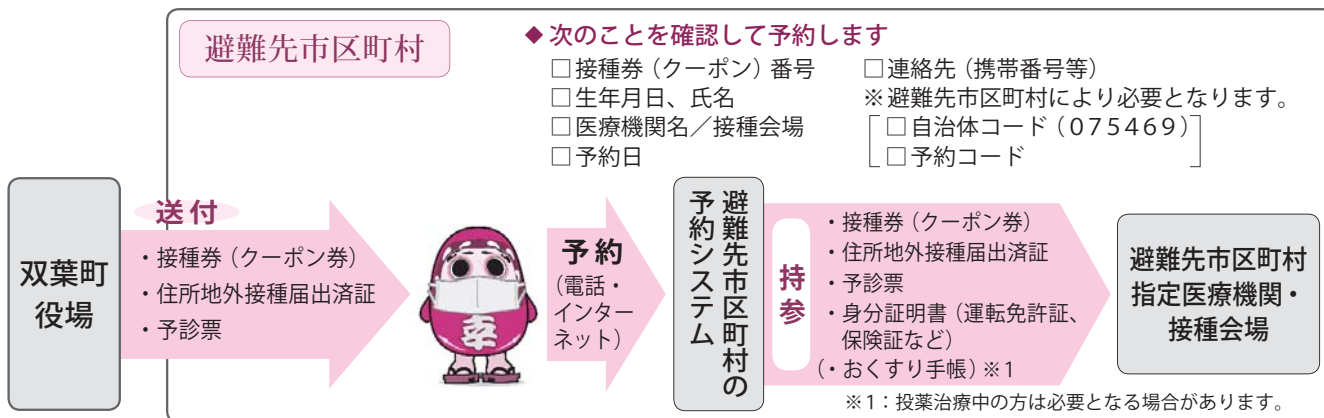 避難先市区町村
◆ 次のことを確認して予約します
□接種券（クーポン）番号
□生年月日、氏名
□医療機関名／接種会場
□予約日
□連絡先（携帯番号等）
※避難先市区町村により必要となります。
□自治体コード（075469）
□予約コード
双葉町
役場
送付
・接種券（クーポン券）
・住所地外接種届出済証
・予診票
幸
予約
（電話・
インター
ネット）
避難先市区町村の
予約システム
持参
・接種券（クーポン券）
・住所地外接種届出済証
・予診票
・身分証明書（運転免許証、
保険証など）
（・おくすり手帳）※1
避難先市区町村
指定医療機関・
接種会場
※1：投薬治療中の方は必要となる場合があります。